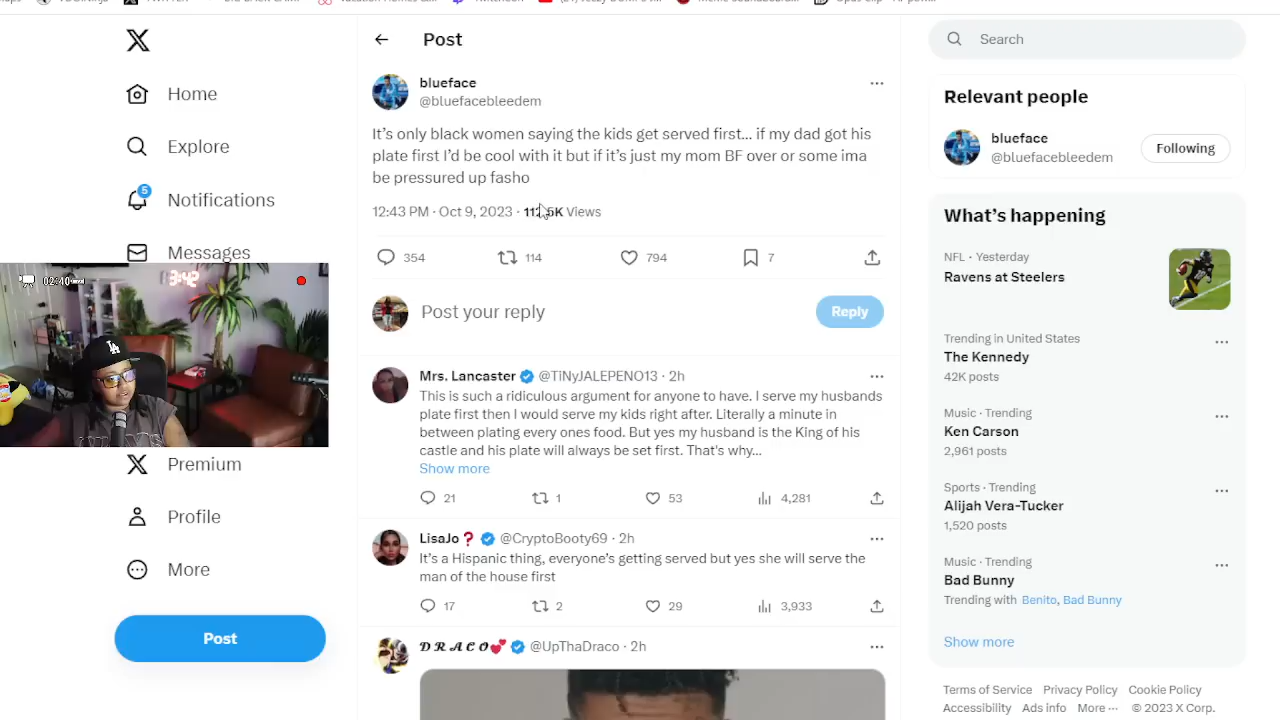 Post
Search
blueface
@bluefacebleedem
It's only black women saying the kids get served first... if my dad got his
plate first I'd be cool with it but if it's just my mom BF over or some ima
be pressured up fasho
12:43 PM · Oct 9, 2023 · Views
354
114
794
7
Post your reply
Reply
Mrs. Lancaster @TiNyJALEPENO13 · 2h
This is such a ridiculous argument for anyone to have. I serve my husbands
plate first then I would serve my kids right after. Literally a minute in
between plating every ones food. But yes my husband is the King of his
castle and his plate will always be set first. That's why...
Show more
21
1
53
4,281
LisaJo❓ @CryptoBooty69 · 2h
It's a Hispanic thing, everyone's getting served but yes she will serve the
man of the house first
17
2
29
3,933
𝓓𝓡𝓐𝓒𝓞💕 @UpThaDraco · 2h
Home
Explore
5
Notifications
Messages
3:42
02:40
LA
Premium
Profile
More
Post
Relevant people
blueface
@bluefacebleedem
Following
What's happening
NFL · Yesterday
Ravens at Steelers
Trending in United States
The Kennedy
42K posts
Music · Trending
Ken Carson
2,961 posts
Sports · Trending
Alijah Vera-Tucker
1,520 posts
Music · Trending
Bad Bunny
Trending with Benito, Bad Bunny
Show more
Terms of Service Privacy Policy Cookie Policy
Accessibility Ads info More ··· © 2023 X Corp.